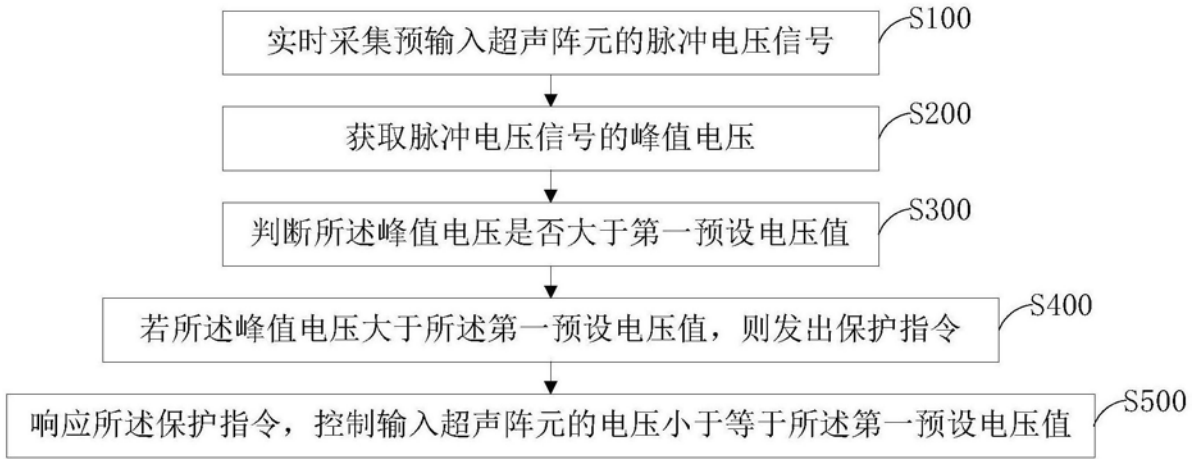 实时采集预输入超声阵元的脉冲电压信号
S100
获取脉冲电压信号的峰值电压
S200
判断所述峰值电压是否大于第一预设电压值
S300
若所述峰值电压大于所述第一预设电压值，则发出保护指令
S400
响应所述保护指令，控制输入超声阵元的电压小于等于所述第一预设电压值
S500